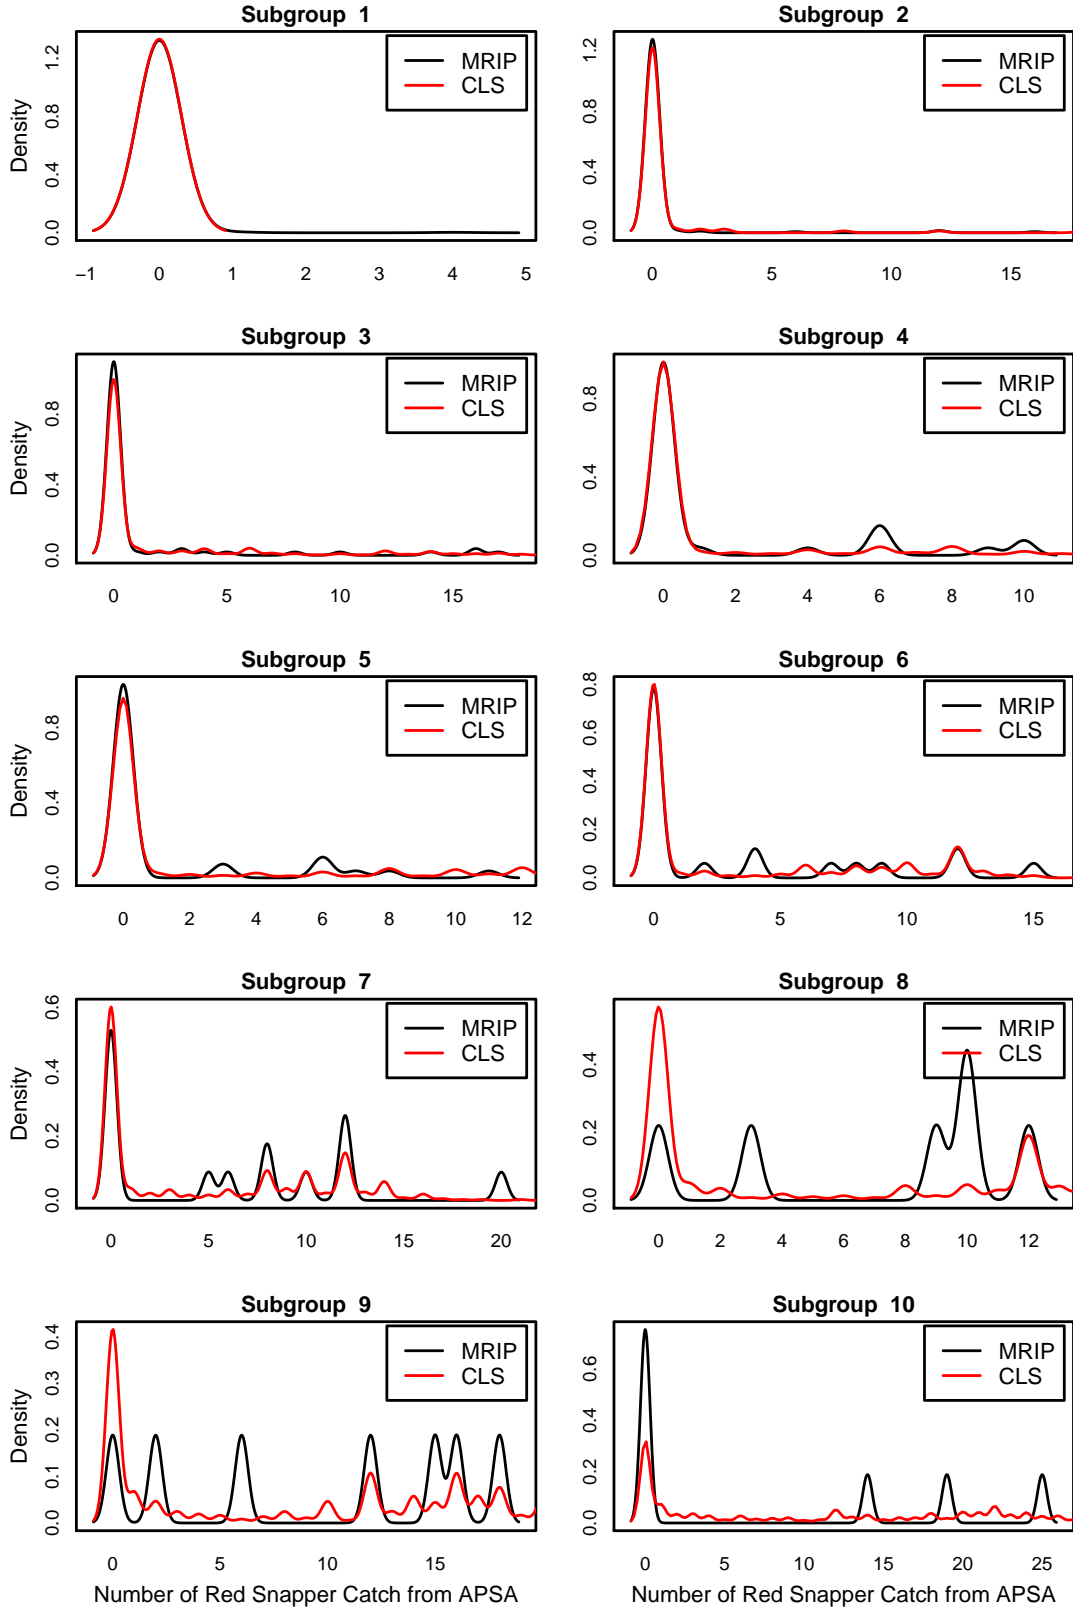 Subgroup 1
Subgroup 2
Density
0.0 0.4 0.8 1.2
MRIP
CLS
−1 0 1 2 3 4 5
0.0 0.4 0.8 1.2
MRIP
CLS
0 5 10 15
Subgroup 3
Subgroup 4
Density
0.0 0.4 0.8
MRIP
CLS
0 5 10 15
0.0 0.4 0.8
MRIP
CLS
0 2 4 6 8 10
Subgroup 5
Subgroup 6
Density
0.0 0.4 0.8
MRIP
CLS
0 2 4 6 8 10 12
0.0 0.2 0.4 0.6 0.8
MRIP
CLS
0 5 10 15
Subgroup 7
Subgroup 8
Density
0.0 0.2 0.4 0.6
MRIP
CLS
0 5 10 15 20
0.0 0.2 0.4
MRIP
CLS
0 2 4 6 8 10 12
Subgroup 9
Subgroup 10
Density
0.0 0.1 0.2 0.3 0.4
MRIP
CLS
0 5 10 15
Number of Red Snapper Catch from APSA
0.0 0.2 0.4 0.6
MRIP
CLS
0 5 10 15 20 25
Number of Red Snapper Catch from APSA